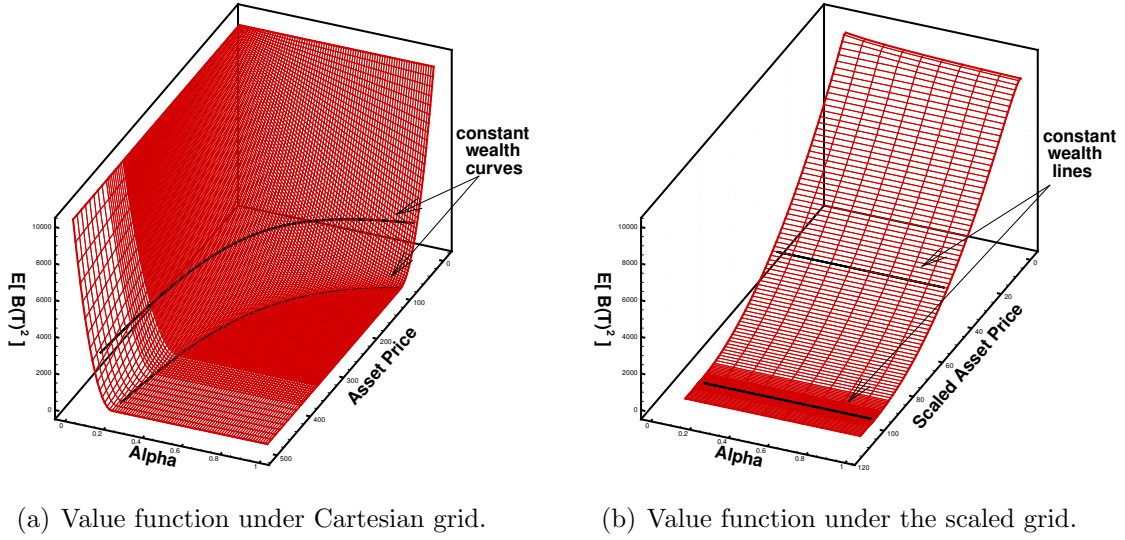 constant
wealth
curves
10000
8000
6000
4000
2000
0
E[ B(T)² ]
0
0.2
0.4
0.6
0.8
1
Alpha
0
100
200
300
400
500
Asset Price
constant
wealth
lines
10000
8000
6000
4000
2000
0
E[ B(T)² ]
0
0.2
0.4
0.6
0.8
1
Alpha
0
20
40
60
80
100
120
Scaled Asset Price
(a) Value function under Cartesian grid.
(b) Value function under the scaled grid.